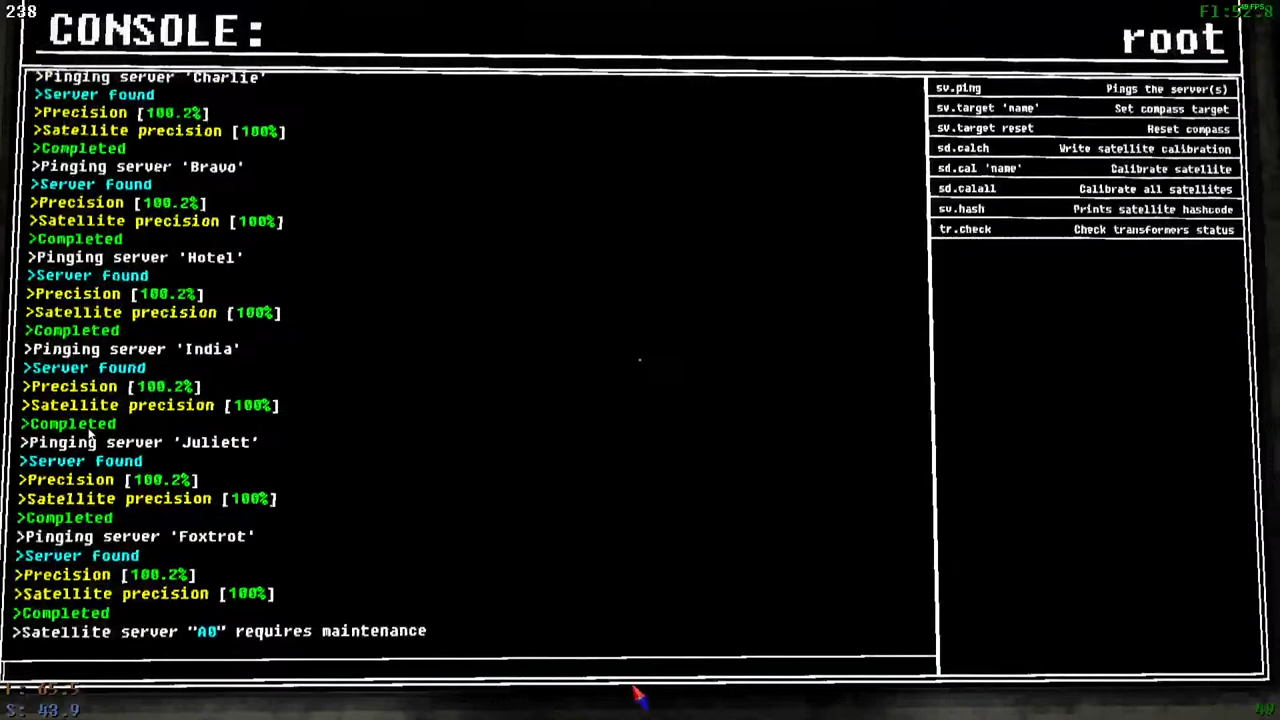 238
F1:52.8
CONSOLE:
root
>Pinging server 'Charlie'
>Server found
>Precision [100.2%]
>Satellite precision [100%]
>Completed
>Pinging server 'Bravo'
>Server found
>Precision [100.2%]
>Satellite precision [100%]
>Completed
>Pinging server 'Hotel'
>Server found
>Precision [100.2%]
>Satellite precision [100%]
>Completed
>Pinging server 'India'
>Server found
>Precision [100.2%]
>Satellite precision [100%]
>Completed
>Pinging server 'Juliett'
>Server found
>Precision [100.2%]
>Satellite precision [100%]
>Completed
>Pinging server 'Foxtrot'
>Server found
>Precision [100.2%]
>Satellite precision [100%]
>Completed
>Satellite server "A0" requires maintenance
sv.ping Pings the server(s)
sv.target 'name' Set compass target
sv.target reset Reset compass
sd.calch Write satellite calibration
sd.cal 'name' Calibrate satellite
sd.calall Calibrate all satellites
sv.hash Prints satellite hashcode
tr.check Check transformers status
S: 43.9